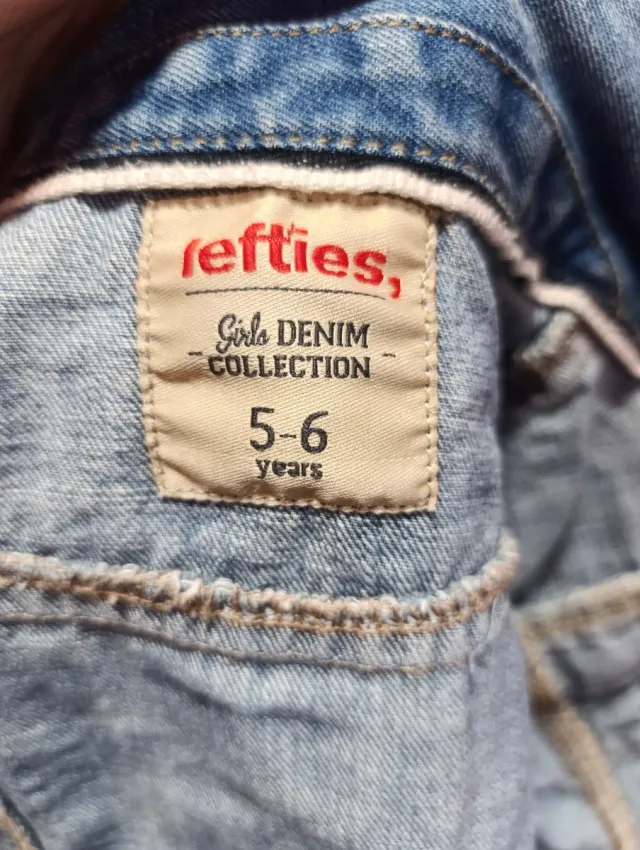 lefties,
Girls DENIM
- COLLECTION -
5-6
years